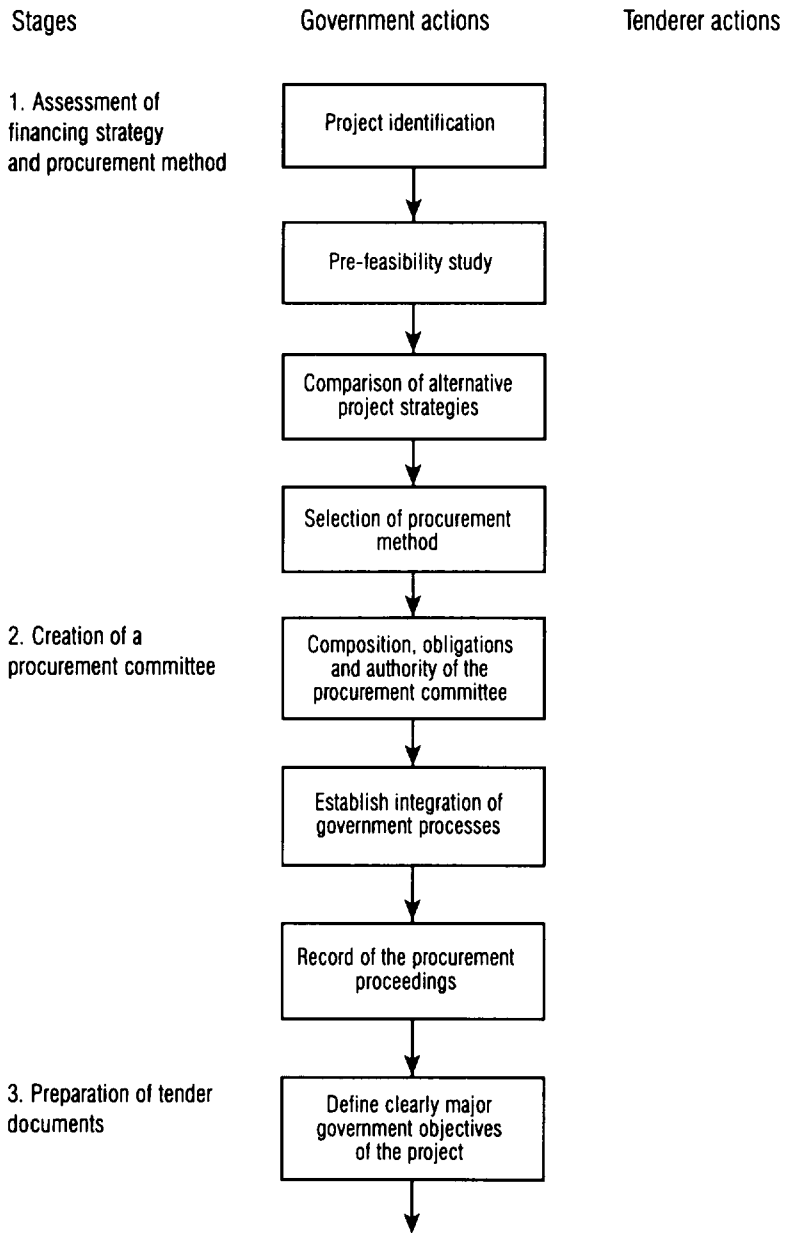 Stages
Government actions
Tenderer actions
1. Assessment of
financing strategy
and procurement method
Project identification
Pre-feasibility study
Comparison of alternative
project strategies
Selection of procurement
method
2. Creation of a
procurement committee
Composition, obligations
and authority of the
procurement committee
Establish integration of
government processes
Record of the procurement
proceedings
3. Preparation of tender
documents
Define clearly major
government objectives
of the project